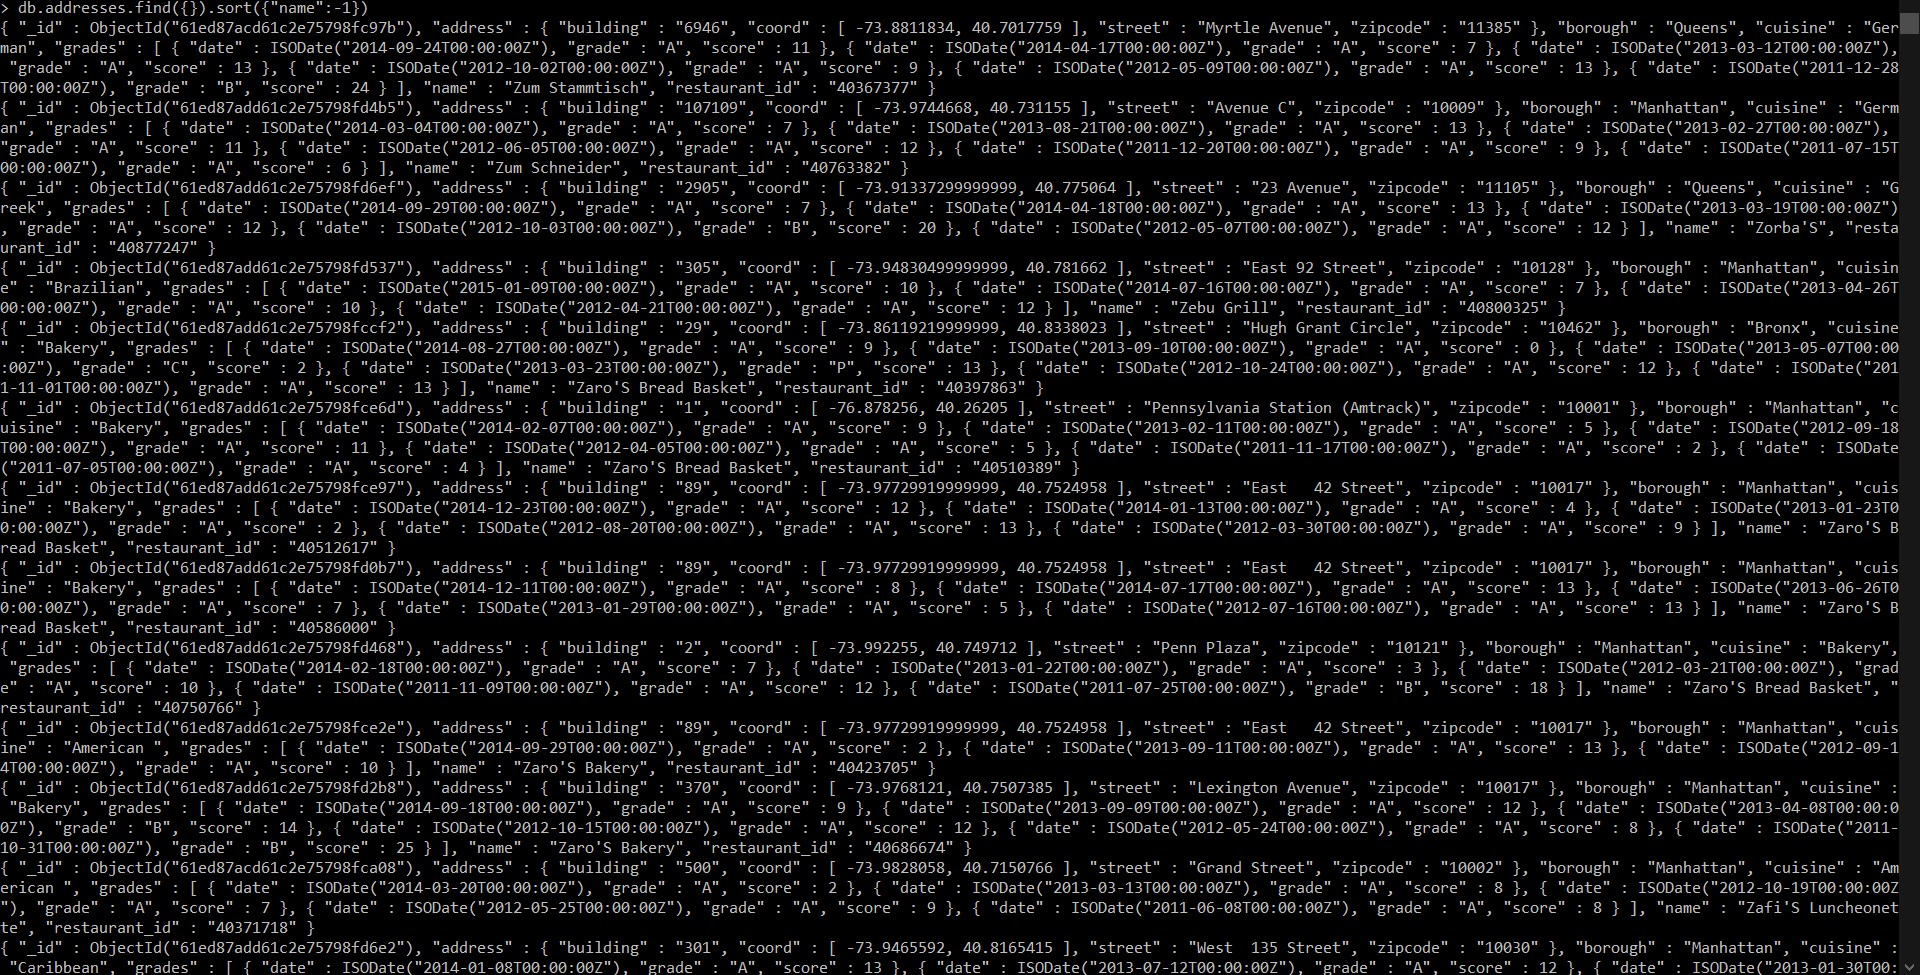 > db.addresses.find({}).sort({"name":-1})
{ "_id" : ObjectId("61ed87acd61c2e75798fc97b"), "address" : { "building" : "6946", "coord" : [ -73.8811834, 40.7017759 ], "street" : "Myrtle Avenue", "zipcode" : "11385" }, "borough" : "Queens", "cuisine" : "Ger
man", "grades" : [ { "date" : ISODate("2014-09-24T00:00:00Z"), "grade" : "A", "score" : 11 }, { "date" : ISODate("2014-04-17T00:00:00Z"), "grade" : "A", "score" : 7 }, { "date" : ISODate("2013-03-12T00:00:00Z"),
 "grade" : "A", "score" : 13 }, { "date" : ISODate("2012-10-02T00:00:00Z"), "grade" : "A", "score" : 9 }, { "date" : ISODate("2012-05-09T00:00:00Z"), "grade" : "A", "score" : 13 }, { "date" : ISODate("2011-12-28
T00:00:00Z"), "grade" : "B", "score" : 24 } ], "name" : "Zum Stammtisch", "restaurant_id" : "40367377" }
{ "_id" : ObjectId("61ed87add61c2e75798fd4b5"), "address" : { "building" : "107109", "coord" : [ -73.9744668, 40.731155 ], "street" : "Avenue C", "zipcode" : "10009" }, "borough" : "Manhattan", "cuisine" : "Germ
an", "grades" : [ { "date" : ISODate("2014-03-04T00:00:00Z"), "grade" : "A", "score" : 7 }, { "date" : ISODate("2013-08-21T00:00:00Z"), "grade" : "A", "score" : 13 }, { "date" : ISODate("2013-02-27T00:00:00Z"),
"grade" : "A", "score" : 11 }, { "date" : ISODate("2012-06-05T00:00:00Z"), "grade" : "A", "score" : 12 }, { "date" : ISODate("2011-12-20T00:00:00Z"), "grade" : "A", "score" : 9 }, { "date" : ISODate("2011-07-15T
00:00:00Z"), "grade" : "A", "score" : 6 } ], "name" : "Zum Schneider", "restaurant_id" : "40763382" }
{ "_id" : ObjectId("61ed87add61c2e75798fd6ef"), "address" : { "building" : "2905", "coord" : [ -73.91337299999999, 40.775064 ], "street" : "23 Avenue", "zipcode" : "11105" }, "borough" : "Queens", "cuisine" : "G
reek", "grades" : [ { "date" : ISODate("2014-09-29T00:00:00Z"), "grade" : "A", "score" : 7 }, { "date" : ISODate("2014-04-18T00:00:00Z"), "grade" : "A", "score" : 13 }, { "date" : ISODate("2013-03-19T00:00:00Z")
, "grade" : "A", "score" : 12 }, { "date" : ISODate("2012-10-03T00:00:00Z"), "grade" : "B", "score" : 20 }, { "date" : ISODate("2012-05-07T00:00:00Z"), "grade" : "A", "score" : 12 } ], "name" : "Zorba'S", "resta
urant_id" : "40877247" }
{ "_id" : ObjectId("61ed87add61c2e75798fd537"), "address" : { "building" : "305", "coord" : [ -73.94830499999999, 40.781662 ], "street" : "East 92 Street", "zipcode" : "10128" }, "borough" : "Manhattan", "cuisin
e" : "Brazilian", "grades" : [ { "date" : ISODate("2015-01-09T00:00:00Z"), "grade" : "A", "score" : 10 }, { "date" : ISODate("2014-07-16T00:00:00Z"), "grade" : "A", "score" : 7 }, { "date" : ISODate("2013-04-26T
00:00:00Z"), "grade" : "A", "score" : 10 }, { "date" : ISODate("2012-04-21T00:00:00Z"), "grade" : "A", "score" : 12 } ], "name" : "Zebu Grill", "restaurant_id" : "40800325" }
{ "_id" : ObjectId("61ed87add61c2e75798fccf2"), "address" : { "building" : "29", "coord" : [ -73.86119219999999, 40.8338023 ], "street" : "Hugh Grant Circle", "zipcode" : "10462" }, "borough" : "Bronx", "cuisine
" : "Bakery", "grades" : [ { "date" : ISODate("2014-08-27T00:00:00Z"), "grade" : "A", "score" : 9 }, { "date" : ISODate("2013-09-10T00:00:00Z"), "grade" : "A", "score" : 0 }, { "date" : ISODate("2013-05-07T00:00
:00Z"), "grade" : "C", "score" : 2 }, { "date" : ISODate("2013-03-23T00:00:00Z"), "grade" : "P", "score" : 13 }, { "date" : ISODate("2012-10-24T00:00:00Z"), "grade" : "A", "score" : 12 }, { "date" : ISODate("201
1-11-01T00:00:00Z"), "grade" : "A", "score" : 13 } ], "name" : "Zaro'S Bread Basket", "restaurant_id" : "40397863" }
{ "_id" : ObjectId("61ed87add61c2e75798fce6d"), "address" : { "building" : "1", "coord" : [ -76.878256, 40.26205 ], "street" : "Pennsylvania Station (Amtrack)", "zipcode" : "10001" }, "borough" : "Manhattan", "c
uisine" : "Bakery", "grades" : [ { "date" : ISODate("2014-02-07T00:00:00Z"), "grade" : "A", "score" : 9 }, { "date" : ISODate("2013-02-11T00:00:00Z"), "grade" : "A", "score" : 5 }, { "date" : ISODate("2012-09-18
T00:00:00Z"), "grade" : "A", "score" : 11 }, { "date" : ISODate("2012-04-05T00:00:00Z"), "grade" : "A", "score" : 5 }, { "date" : ISODate("2011-11-17T00:00:00Z"), "grade" : "A", "score" : 2 }, { "date" : ISODate
("2011-07-05T00:00:00Z"), "grade" : "A", "score" : 4 } ], "name" : "Zaro'S Bread Basket", "restaurant_id" : "40510389" }
{ "_id" : ObjectId("61ed87add61c2e75798fce97"), "address" : { "building" : "89", "coord" : [ -73.97729919999999, 40.7524958 ], "street" : "East   42 Street", "zipcode" : "10017" }, "borough" : "Manhattan", "cuis
ine" : "Bakery", "grades" : [ { "date" : ISODate("2014-12-23T00:00:00Z"), "grade" : "A", "score" : 12 }, { "date" : ISODate("2014-01-13T00:00:00Z"), "grade" : "A", "score" : 4 }, { "date" : ISODate("2013-01-23T0
0:00:00Z"), "grade" : "A", "score" : 2 }, { "date" : ISODate("2012-08-20T00:00:00Z"), "grade" : "A", "score" : 13 }, { "date" : ISODate("2012-03-30T00:00:00Z"), "grade" : "A", "score" : 9 } ], "name" : "Zaro'S B
read Basket", "restaurant_id" : "40512617" }
{ "_id" : ObjectId("61ed87add61c2e75798fd0b7"), "address" : { "building" : "89", "coord" : [ -73.97729919999999, 40.7524958 ], "street" : "East   42 Street", "zipcode" : "10017" }, "borough" : "Manhattan", "cuis
ine" : "Bakery", "grades" : [ { "date" : ISODate("2014-12-11T00:00:00Z"), "grade" : "A", "score" : 8 }, { "date" : ISODate("2014-07-17T00:00:00Z"), "grade" : "A", "score" : 13 }, { "date" : ISODate("2013-06-26T0
0:00:00Z"), "grade" : "A", "score" : 7 }, { "date" : ISODate("2013-01-29T00:00:00Z"), "grade" : "A", "score" : 5 }, { "date" : ISODate("2012-07-16T00:00:00Z"), "grade" : "A", "score" : 13 } ], "name" : "Zaro'S B
read Basket", "restaurant_id" : "40586000" }
{ "_id" : ObjectId("61ed87add61c2e75798fd468"), "address" : { "building" : "2", "coord" : [ -73.992255, 40.749712 ], "street" : "Penn Plaza", "zipcode" : "10121" }, "borough" : "Manhattan", "cuisine" : "Bakery",
 "grades" : [ { "date" : ISODate("2014-02-18T00:00:00Z"), "grade" : "A", "score" : 7 }, { "date" : ISODate("2013-01-22T00:00:00Z"), "grade" : "A", "score" : 3 }, { "date" : ISODate("2012-03-21T00:00:00Z"), "grad
e" : "A", "score" : 10 }, { "date" : ISODate("2011-11-09T00:00:00Z"), "grade" : "A", "score" : 12 }, { "date" : ISODate("2011-07-25T00:00:00Z"), "grade" : "B", "score" : 18 } ], "name" : "Zaro'S Bread Basket", "
restaurant_id" : "40750766" }
{ "_id" : ObjectId("61ed87add61c2e75798fce2e"), "address" : { "building" : "89", "coord" : [ -73.97729919999999, 40.7524958 ], "street" : "East   42 Street", "zipcode" : "10017" }, "borough" : "Manhattan", "cuis
ine" : "American ", "grades" : [ { "date" : ISODate("2014-09-29T00:00:00Z"), "grade" : "A", "score" : 2 }, { "date" : ISODate("2013-09-11T00:00:00Z"), "grade" : "A", "score" : 13 }, { "date" : ISODate("2012-09-1
4T00:00:00Z"), "grade" : "A", "score" : 10 } ], "name" : "Zaro'S Bakery", "restaurant_id" : "40423705" }
{ "_id" : ObjectId("61ed87add61c2e75798fd2b8"), "address" : { "building" : "370", "coord" : [ -73.9768121, 40.7507385 ], "street" : "Lexington Avenue", "zipcode" : "10017" }, "borough" : "Manhattan", "cuisine" :
 "Bakery", "grades" : [ { "date" : ISODate("2014-09-18T00:00:00Z"), "grade" : "A", "score" : 9 }, { "date" : ISODate("2013-09-09T00:00:00Z"), "grade" : "A", "score" : 12 }, { "date" : ISODate("2013-04-08T00:00:0
0Z"), "grade" : "B", "score" : 14 }, { "date" : ISODate("2012-10-15T00:00:00Z"), "grade" : "A", "score" : 12 }, { "date" : ISODate("2012-05-24T00:00:00Z"), "grade" : "A", "score" : 8 }, { "date" : ISODate("2011-
10-31T00:00:00Z"), "grade" : "B", "score" : 25 } ], "name" : "Zaro'S Bakery", "restaurant_id" : "40686674" }
{ "_id" : ObjectId("61ed87acd61c2e75798fca08"), "address" : { "building" : "500", "coord" : [ -73.9828058, 40.7150766 ], "street" : "Grand Street", "zipcode" : "10002" }, "borough" : "Manhattan", "cuisine" : "Am
erican ", "grades" : [ { "date" : ISODate("2014-03-20T00:00:00Z"), "grade" : "A", "score" : 2 }, { "date" : ISODate("2013-03-13T00:00:00Z"), "grade" : "A", "score" : 8 }, { "date" : ISODate("2012-10-19T00:00:00Z
"), "grade" : "A", "score" : 7 }, { "date" : ISODate("2012-05-25T00:00:00Z"), "grade" : "A", "score" : 9 }, { "date" : ISODate("2011-06-08T00:00:00Z"), "grade" : "A", "score" : 8 } ], "name" : "Zafi'S Luncheonet
te", "restaurant_id" : "40371718" }
{ "_id" : ObjectId("61ed87add61c2e75798fd6e2"), "address" : { "building" : "301", "coord" : [ -73.9465592, 40.8165415 ], "street" : "West  135 Street", "zipcode" : "10030" }, "borough" : "Manhattan", "cuisine" :
 "Caribbean", "grades" : [ { "date" : ISODate("2014-01-08T00:00:00Z"), "grade" : "A", "score" : 13 }, { "date" : ISODate("2013-07-12T00:00:00Z"), "grade" : "A", "score" : 12 }, { "date" : ISODate("2013-01-30T00: